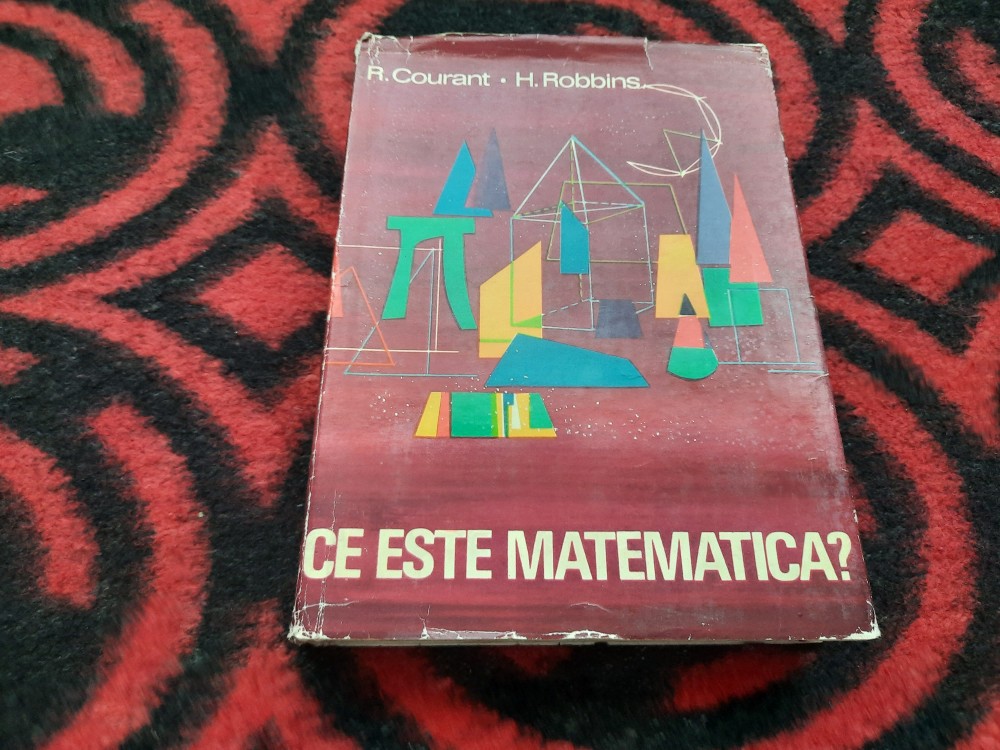 R. Courant • H. Robbins
CE ESTE MATEMATICA?